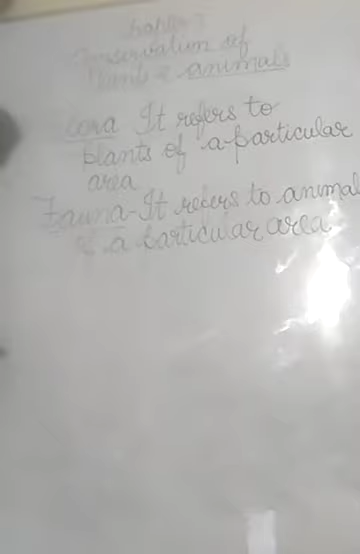 Conservation of
Plants & animals
It refers to
plants of a particular
area
Fauna-It refers to animal
of a particular area